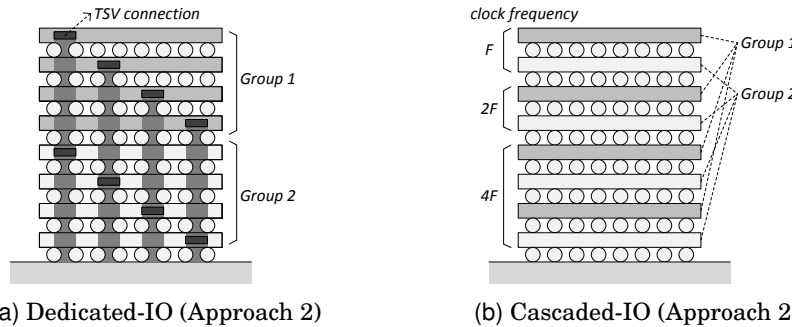 TSV connection
Group 1
Group 2
clock frequency
F
2F
4F
Group 1
Group 2
a) Dedicated-IO (Approach 2)
(b) Cascaded-IO (Approach 2